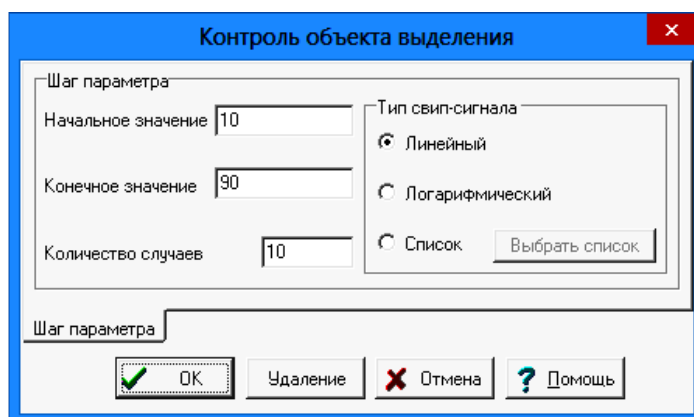 Контроль объекта выделения
Шаг параметра
Начальное значение 10
Конечное значение 90
Количество случаев 10
Тип свип-сигнала
Линейный
Логарифмический
Список Выбрать список
Шаг параметра
OK Удаление Отмена ? Помощь